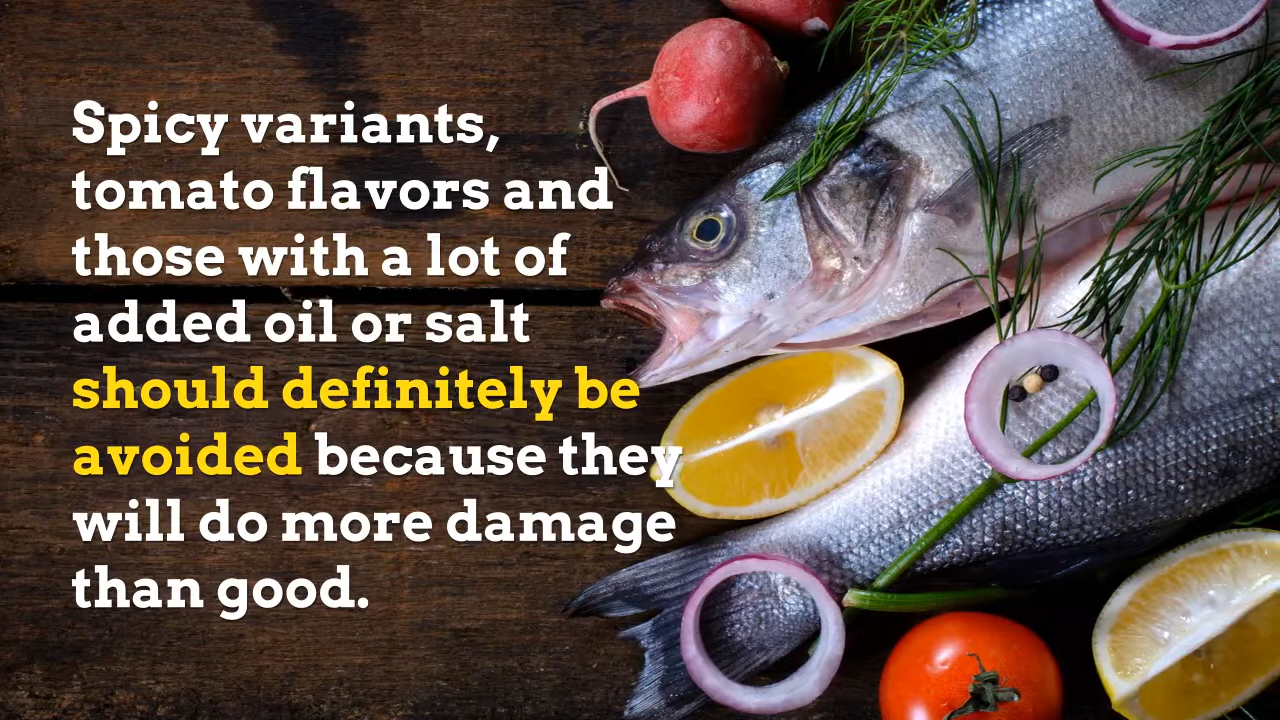 Spicy variants,
tomato flavors and
those with a lot of
added oil or salt
should definitely be
avoided because they
will do more damage
than good.